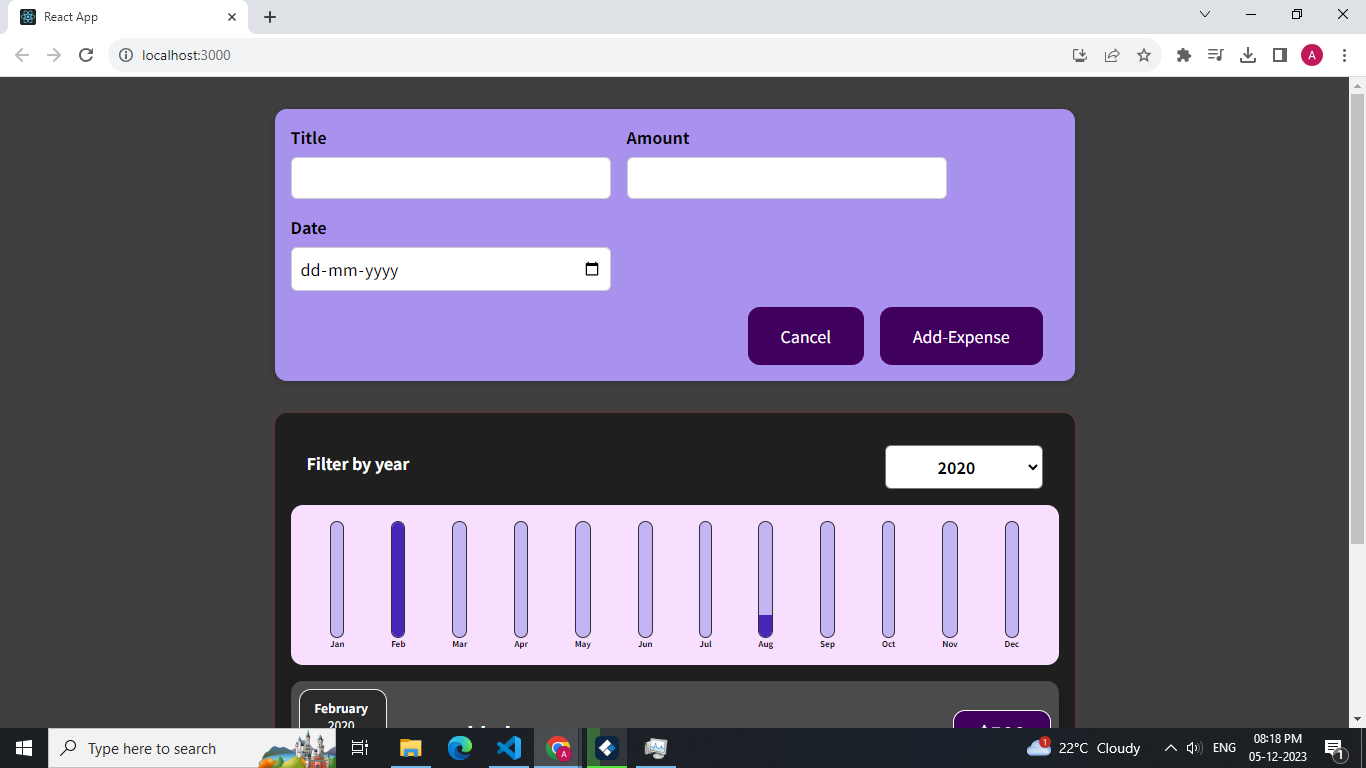 React App
localhost:3000
A
Title Amount
Date
dd-mm-yyyy
Cancel Add-Expense
Filter by year 2020
Jan Feb Mar Apr May Jun Jul Aug Sep Oct Nov Dec
February
2020
Type here to search
A
1
22°C Cloudy
ENG
08:18 PM
05-12-2023
1